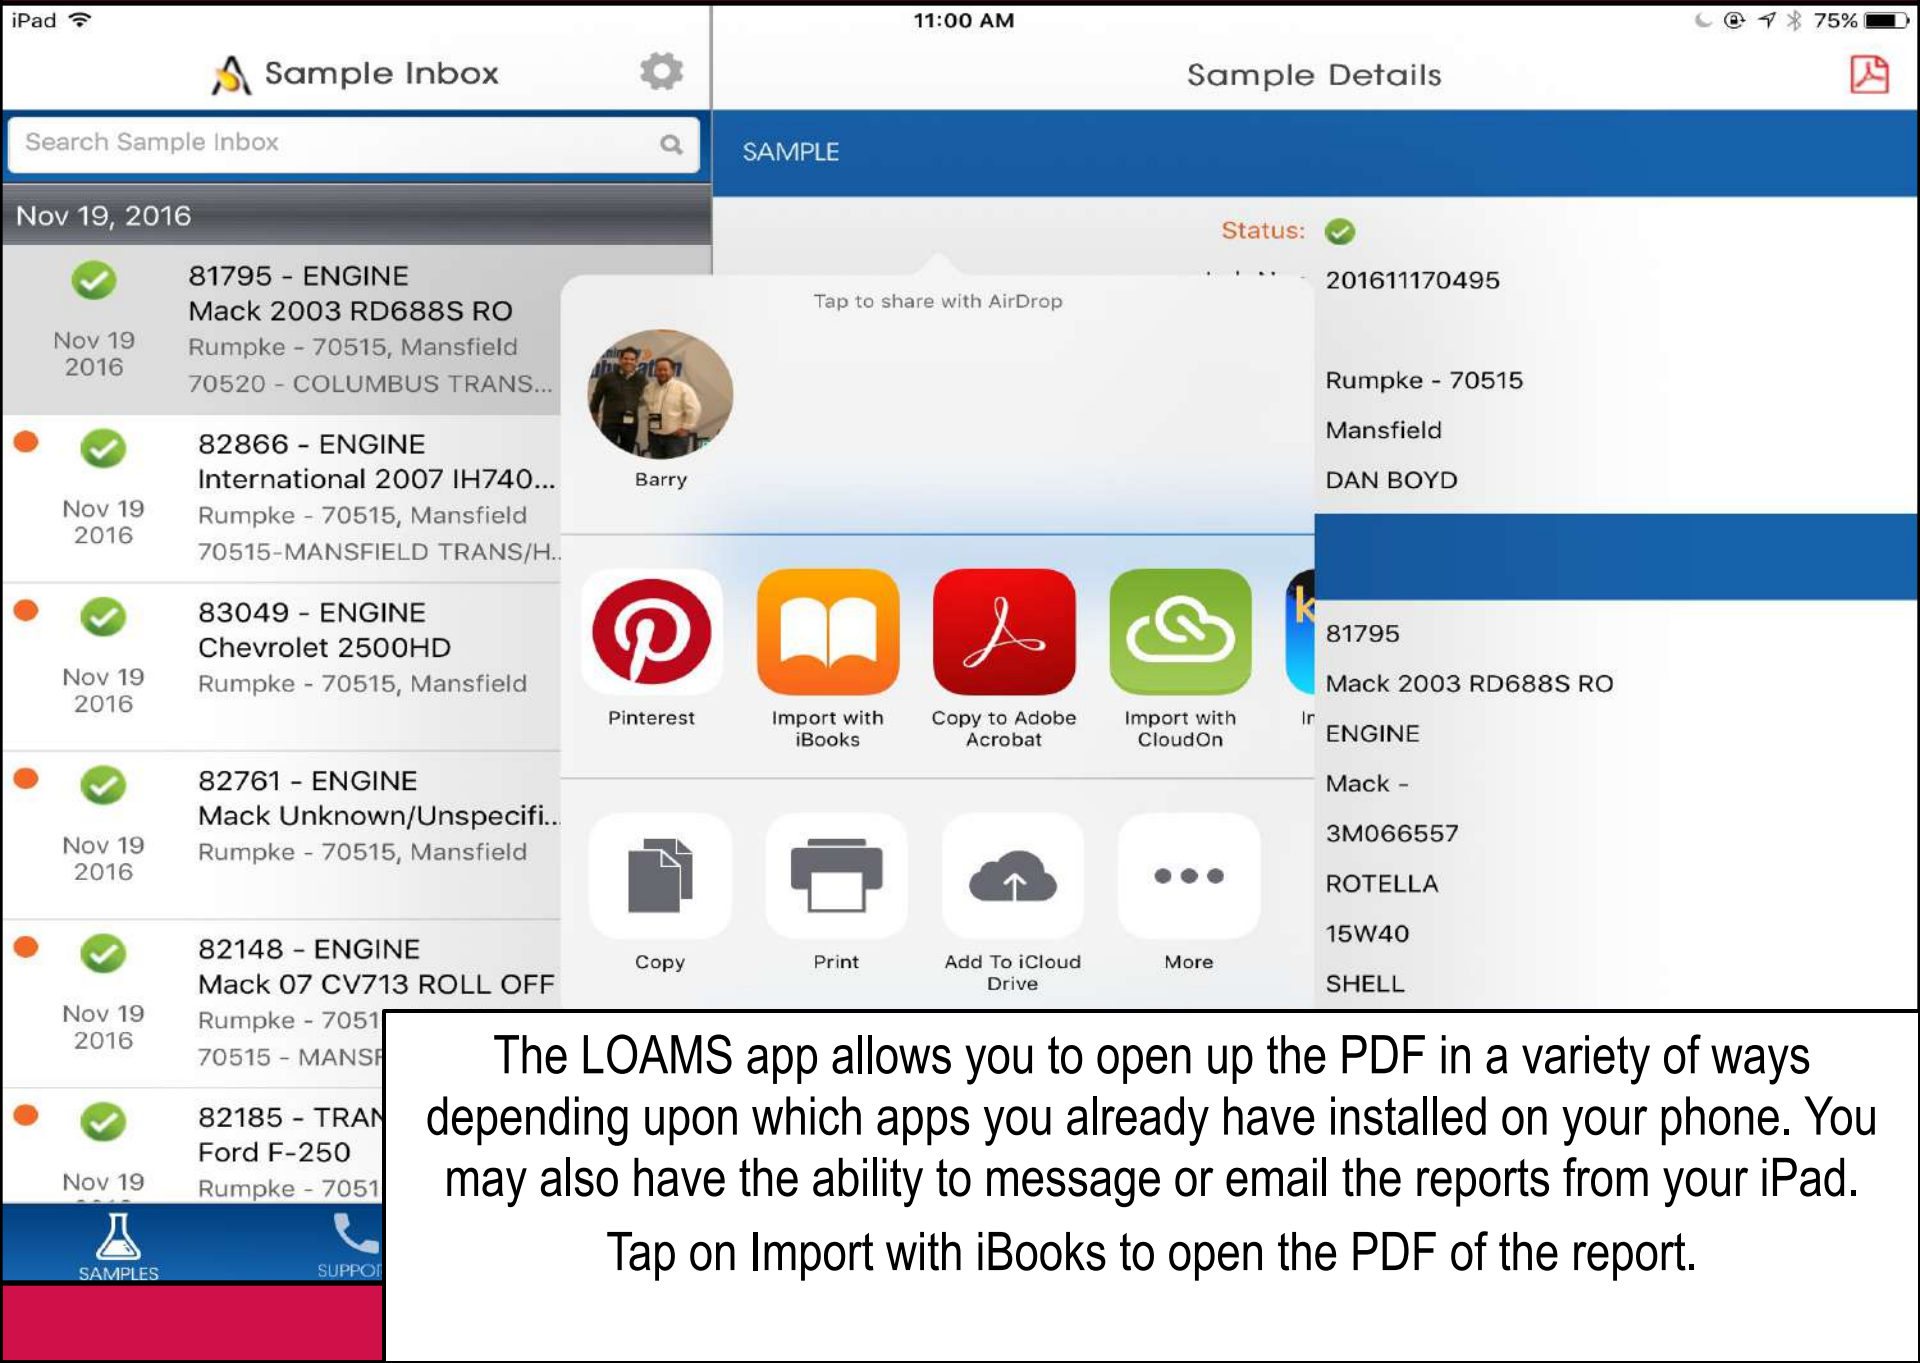 iPad
11:00 AM
75%
Sample Inbox
Sample Details
Search Sample Inbox
SAMPLE
Nov 19, 2016
81795 - ENGINE
Mack 2003 RD688S RO
Nov 19
2016
Rumpke - 70515, Mansfield
70520 - COLUMBUS TRANS...
82866 - ENGINE
International 2007 IH740...
Nov 19
2016
Rumpke - 70515, Mansfield
70515-MANSFIELD TRANS/H..
83049 - ENGINE
Chevrolet 2500HD
Nov 19
2016
Rumpke - 70515, Mansfield
82761 - ENGINE
Mack Unknown/Unspecifi...
Nov 19
2016
Rumpke - 70515, Mansfield
82148 - ENGINE
Mack 07 CV713 ROLL OFF
Nov 19
2016
Rumpke - 7051
70515 - MANSF
82185 - TRAN
Ford F-250
Nov 19
Rumpke - 7051
SAMPLES
SUPPO
Tap to share with AirDrop
Barry
Pinterest
Import with
iBooks
Copy to Adobe
Acrobat
Import with
CloudOn
Copy
Print
Add To iCloud
Drive
More
Status:
201611170495
Rumpke - 70515
Mansfield
DAN BOYD
81795
Mack 2003 RD688S RO
ENGINE
Mack -
3M066557
ROTELLA
15W40
SHELL
The LOAMS app allows you to open up the PDF in a variety of ways
depending upon which apps you already have installed on your phone. You
may also have the ability to message or email the reports from your iPad.
Tap on Import with iBooks to open the PDF of the report.